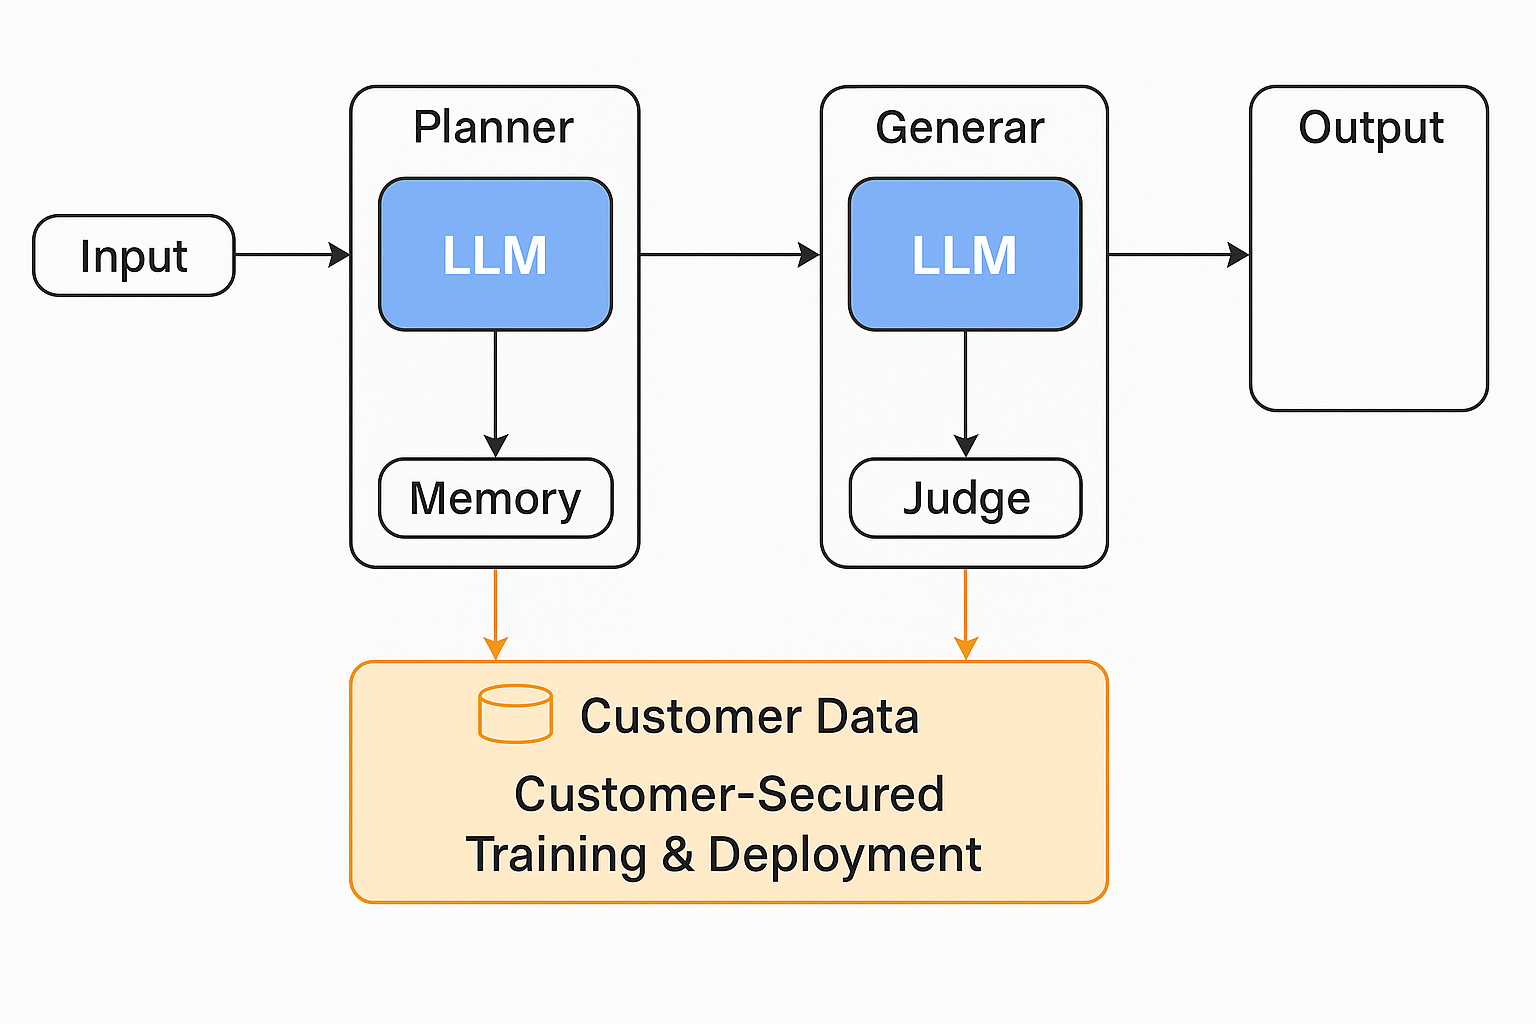 Input
Planner
LLM
Memory
Generar
LLM
Judge
Output
Customer Data
Customer-Secured
Training & Deployment